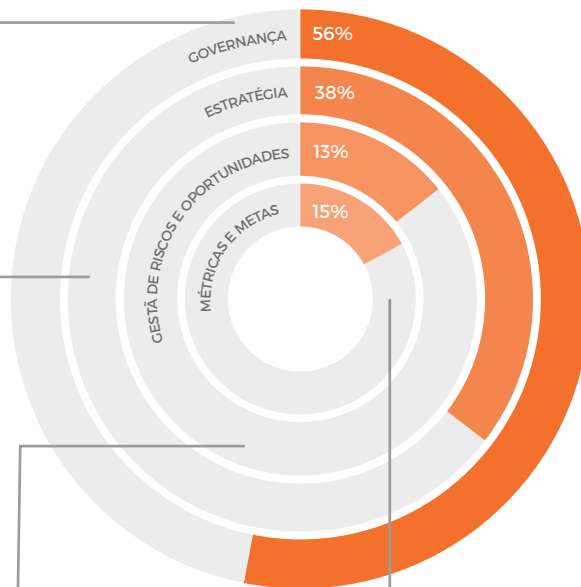 GOVERNANÇA 56%
ESTRATÉGIA 38%
GESTÃ DE RISCOS E OPORTUNIDADES 13%
MÉTRICAS E METAS 15%